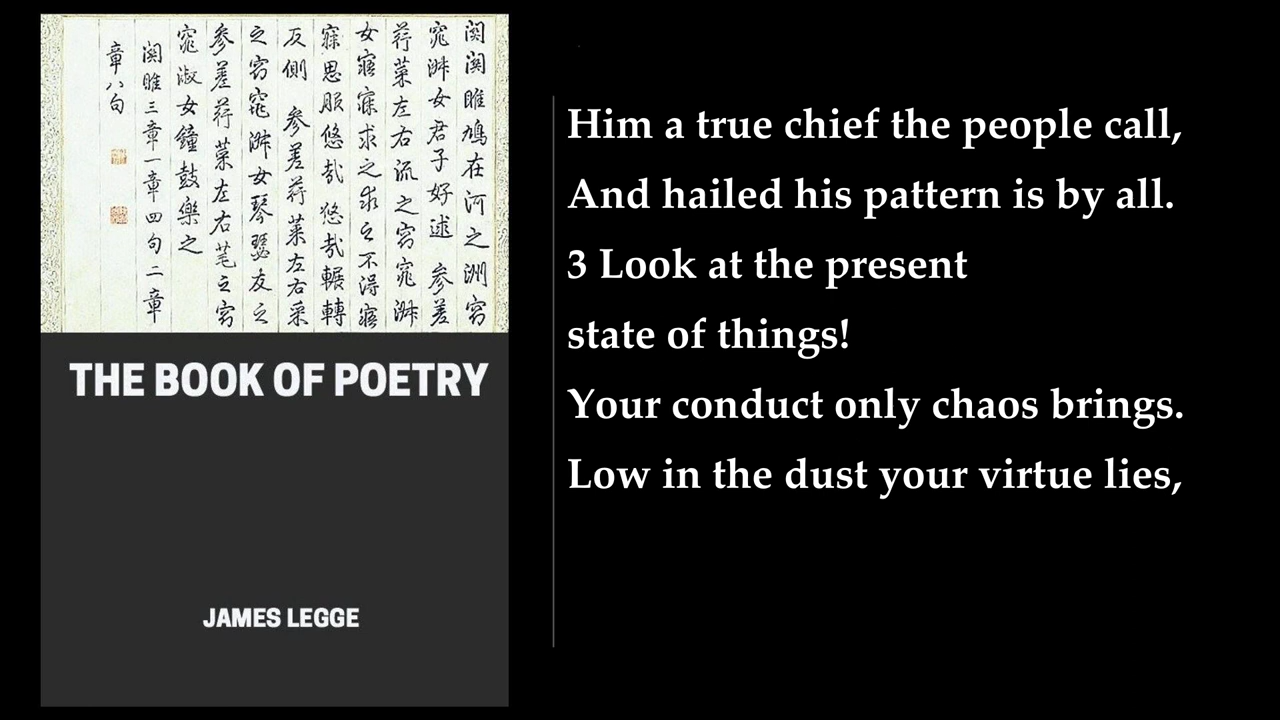 関関雎鳩在河之洲窈
窕淑女君子好逑 參差
荇菜左右流之窈窕淑
女寤寐求之求之不得寤
寐思服悠哉悠哉輾轉
反側 參差荇菜左右采
之窈窕淑女琴瑟友之
參差荇菜左右芼之窈
窕淑女鐘鼓樂之
関雎三章一章四句二章
章八句
THE BOOK OF POETRY
JAMES LEGGE
Him a true chief the people call,
And hailed his pattern is by all.
3 Look at the present
state of things!
Your conduct only chaos brings.
Low in the dust your virtue lies,